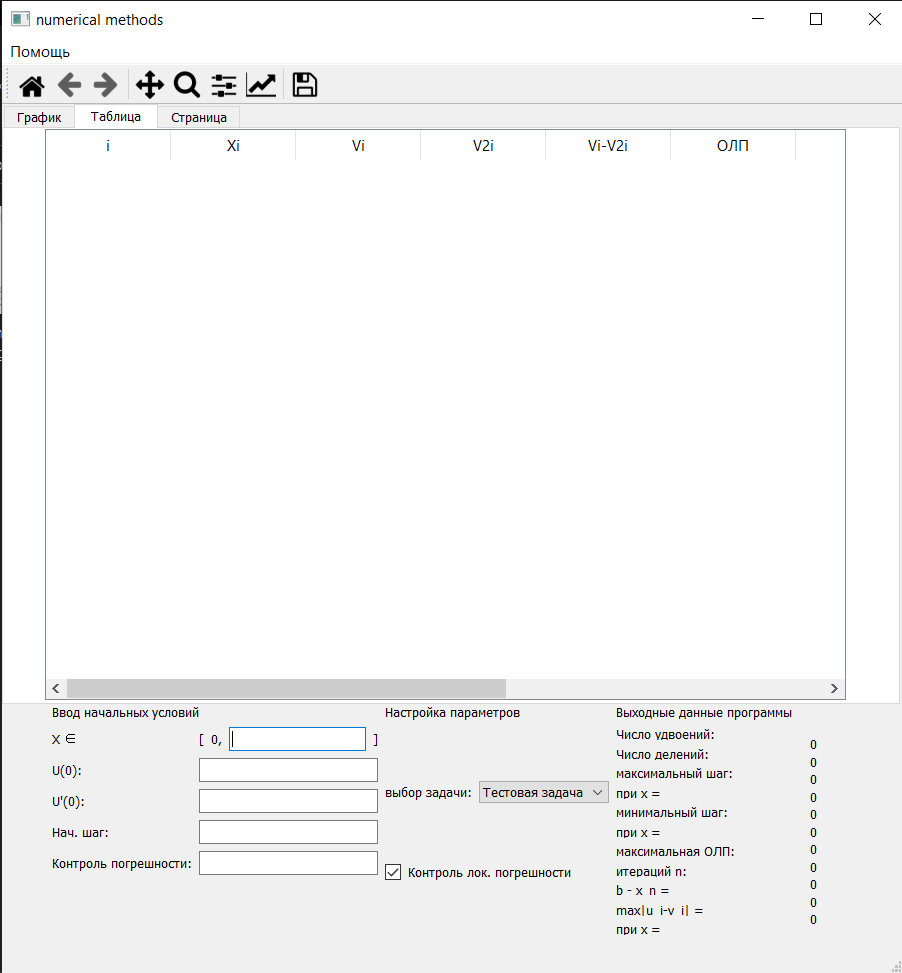 numerical methods
Помощь
График Таблица Страница
i Xi Vi V2i Vi-V2i ОЛП
Ввод начальных условий
X ∈ [ 0, ]
U(0):
U'(0):
Нач. шаг:
Контроль погрешности:
Настройка параметров
выбор задачи: Тестовая задача
Контроль лок. погрешности
Выходные данные программы
Число удвоений: 0
Число делений: 0
максимальный шаг: 0
при x = 0
минимальный шаг: 0
при x = 0
максимальная ОЛП: 0
итераций n: 0
b - x_n = 0
max|u_i-v_i| = 0
при x = 0